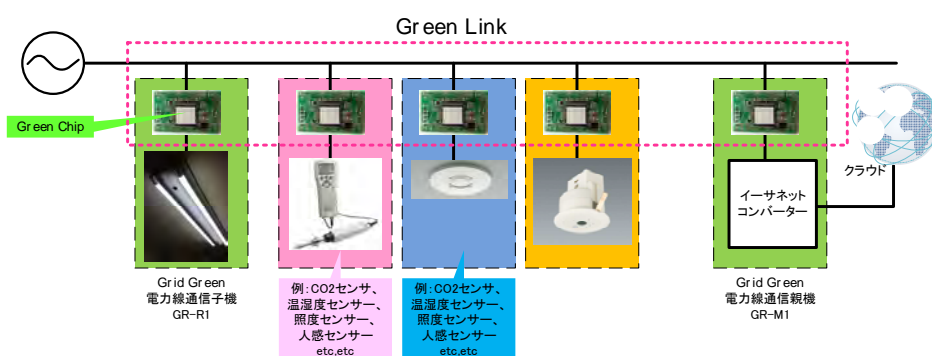 Green Link
Green Chip
クラウド
イーサネット
コンバーター
Grid Green
電力線通信子機
GR-R1
例:CO2センサ、
温湿度センサー、
照度センサー、
人感センサー
etc,etc
例:CO2センサ、
温湿度センサー、
照度センサー、
人感センサー
etc,etc
Grid Green
電力線通信親機
GR-M1